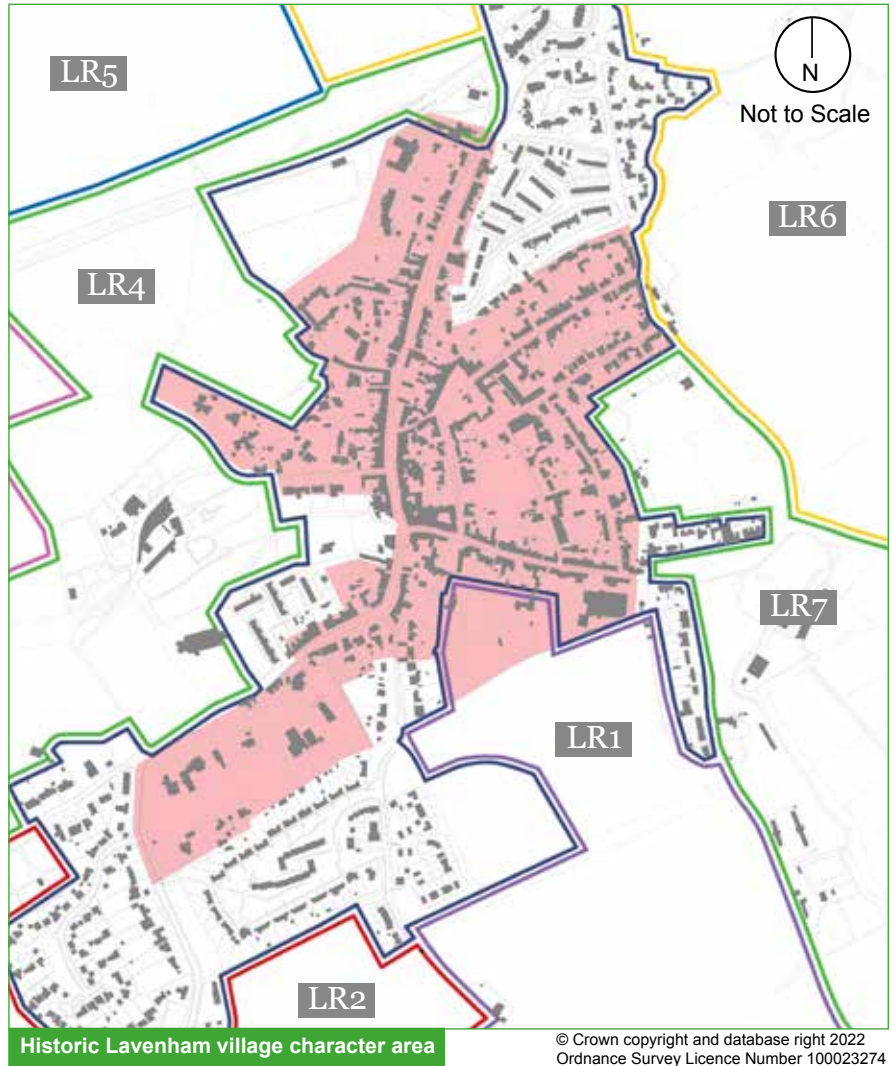 LR5
N
Not to Scale
LR6
LR4
LR7
LR1
LR2
Historic Lavenham village character area
© Crown copyright and database right 2022
Ordnance Survey Licence Number 100023274